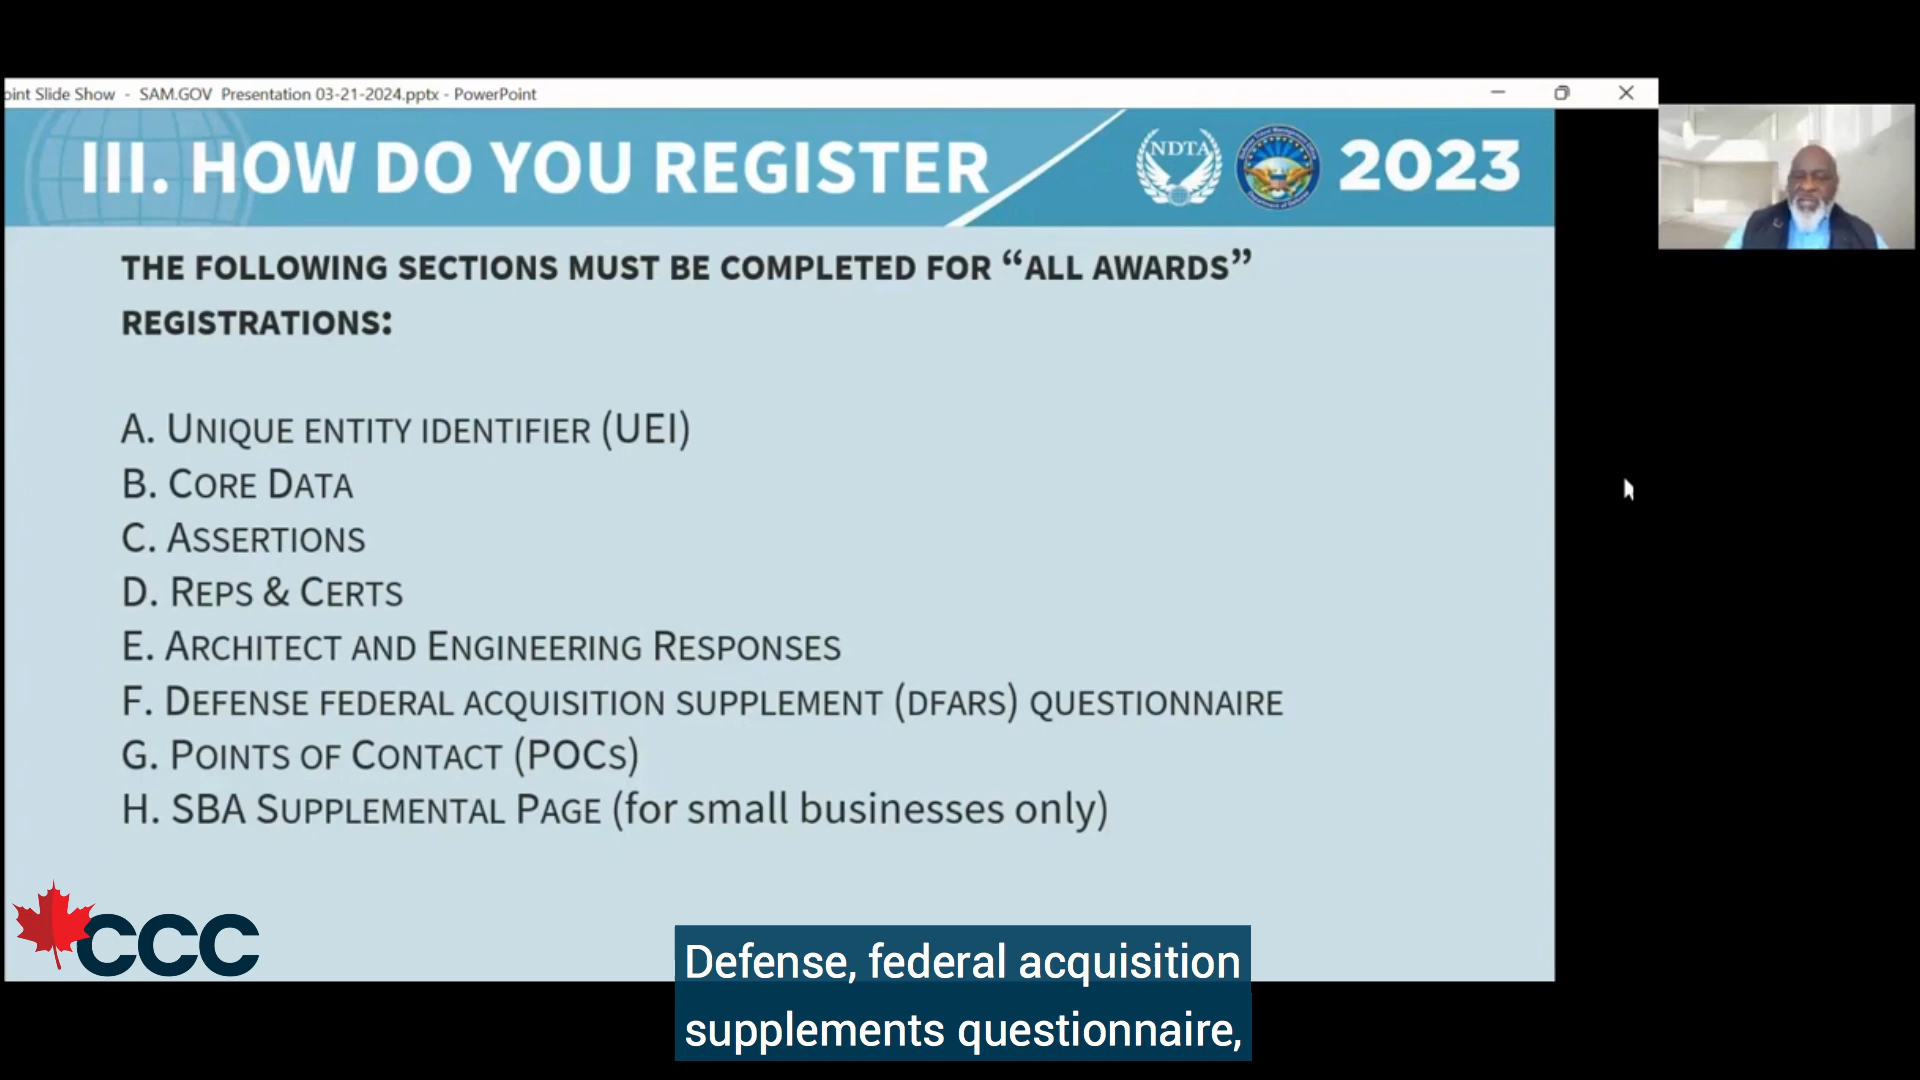 oint Slide Show - SAM.GOV Presentation 03-21-2024.pptx - PowerPoint
III. HOW DO YOU REGISTER
NDTA
2023
THE FOLLOWING SECTIONS MUST BE COMPLETED FOR “ALL AWARDS”
REGISTRATIONS:
A. UNIQUE ENTITY IDENTIFIER (UEI)
B. CORE DATA
C. ASSERTIONS
D. REPS & CERTS
E. ARCHITECT AND ENGINEERING RESPONSES
F. DEFENSE FEDERAL ACQUISITION SUPPLEMENT (DFARS) QUESTIONNAIRE
G. POINTS OF CONTACT (POCS)
H. SBA SUPPLEMENTAL PAGE (for small businesses only)
CCC
Defense, federal acquisition
supplements questionnaire,